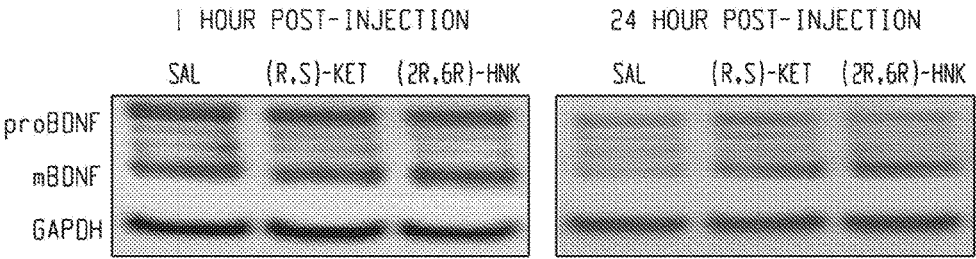 1 HOUR POST-INJECTION 24 HOUR POST-INJECTION
SAL (R,S)-KET (2R,6R)-HNK SAL (R,S)-KET (2R,6R)-HNK
proBDNF
mBDNF
GAPDH